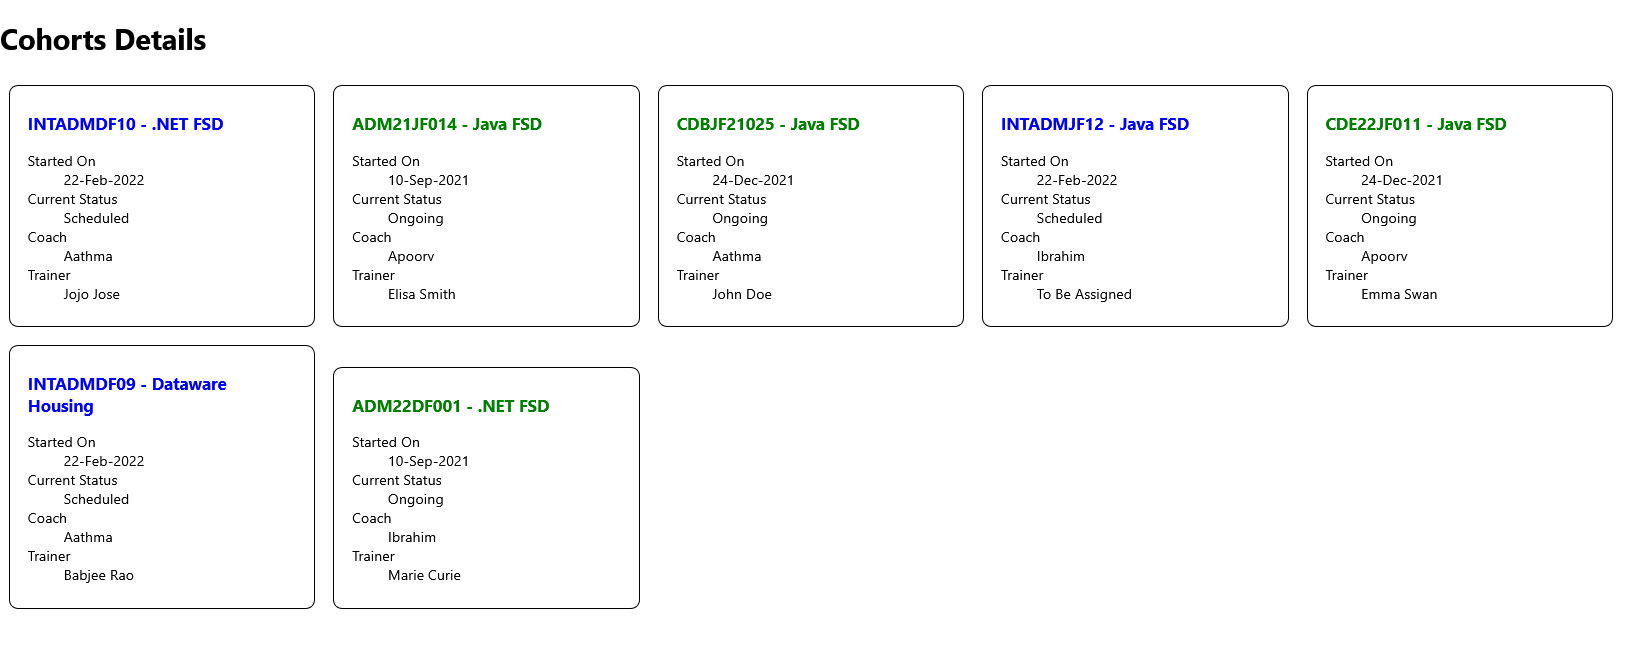 Cohorts Details
INTADMDF10 - .NET FSD
Started On
22-Feb-2022
Current Status
Scheduled
Coach
Aathma
Trainer
Jojo Jose
ADM21JF014 - Java FSD
Started On
10-Sep-2021
Current Status
Ongoing
Coach
Apoorv
Trainer
Elisa Smith
CDBJF21025 - Java FSD
Started On
24-Dec-2021
Current Status
Ongoing
Coach
Aathma
Trainer
John Doe
INTADMJF12 - Java FSD
Started On
22-Feb-2022
Current Status
Scheduled
Coach
Ibrahim
Trainer
To Be Assigned
CDE22JF011 - Java FSD
Started On
24-Dec-2021
Current Status
Ongoing
Coach
Apoorv
Trainer
Emma Swan
INTADMDF09 - Dataware
Housing
Started On
22-Feb-2022
Current Status
Scheduled
Coach
Aathma
Trainer
Babjee Rao
ADM22DF001 - .NET FSD
Started On
10-Sep-2021
Current Status
Ongoing
Coach
Ibrahim
Trainer
Marie Curie